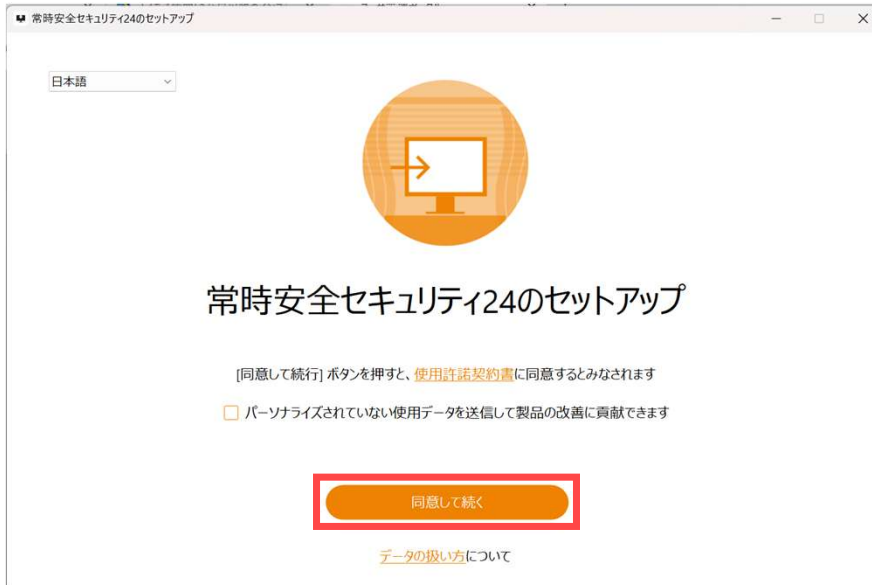 常時安全セキュリティ24のセットアップ
日本語
常時安全セキュリティ24のセットアップ
[同意して続行] ボタンを押すと、使用許諾契約書に同意するとみなされます
パーソナライズされていない使用データを送信して製品の改善に貢献できます
同意して続く
データの扱い方について